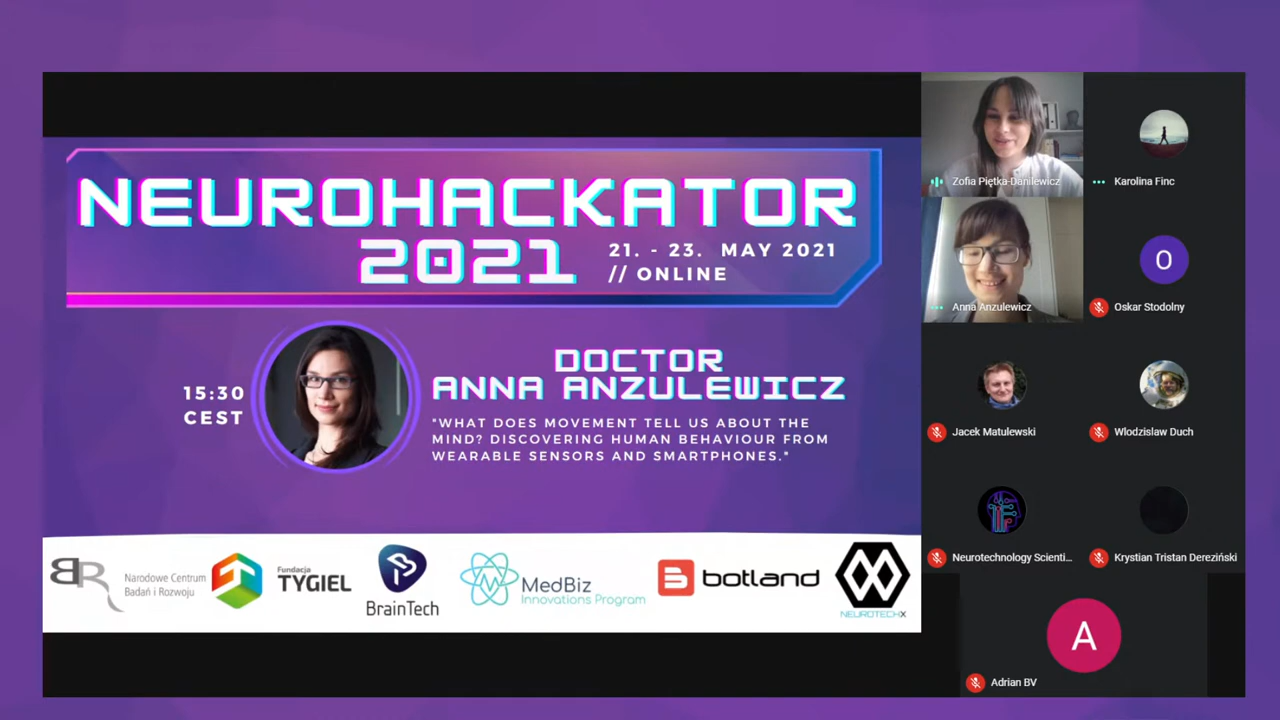 NEUROHACKATOR
2021
21. - 23. MAY 2021
// ONLINE
15:30
CEST
DOCTOR
ANNA ANZULEWICZ
"WHAT DOES MOVEMENT TELL US ABOUT THE
MIND? DISCOVERING HUMAN BEHAVIOUR FROM
WEARABLE SENSORS AND SMARTPHONES."
BR
Narodowe Centrum
Badań i Rozwoju
Fundacja
TYGIEL
BrainTech
MedBiz
Innovations Program
B
botland
NEUROTECHX
Zofia Piętka-Danilewicz
Karolina Finc
Anna Anzulewicz
O
Oskar Stodolny
Jacek Matulewski
Wlodzislaw Duch
Neurotechnology Scienti...
Krystian Tristan Dereziński
A
Adrian BV